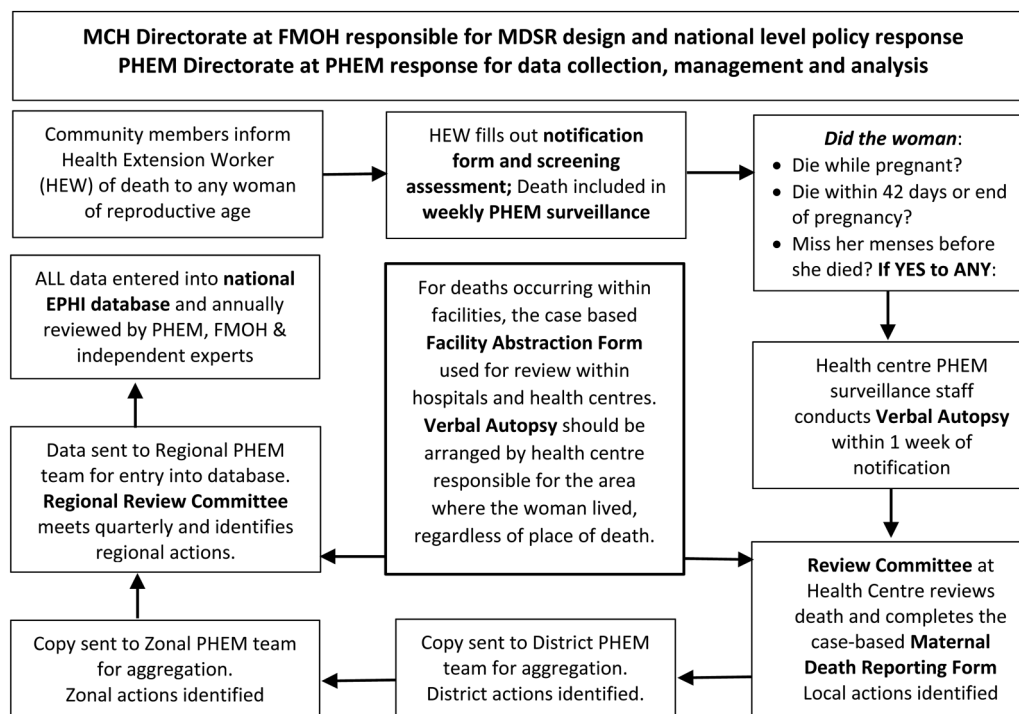 MCH Directorate at FMOH responsible for MDSR design and national level policy response
PHEM Directorate at PHEM response for data collection, management and analysis
Community members inform
Health Extension Worker
(HEW) of death to any woman
of reproductive age
HEW fills out notification
form and screening
assessment; Death included in
weekly PHEM surveillance
Did the woman:
• Die while pregnant?
• Die within 42 days or end
of pregnancy?
• Miss her menses before
she died? If YES to ANY:
Health centre PHEM
surveillance staff
conducts Verbal Autopsy
within 1 week of
notification
Review Committee at
Health Centre reviews
death and completes the
case-based Maternal
Death Reporting Form
Local actions identified
Copy sent to District PHEM
team for aggregation.
District actions identified.
Copy sent to Zonal PHEM team
for aggregation.
Zonal actions identified
Data sent to Regional PHEM
team for entry into database.
Regional Review Committee
meets quarterly and identifies
regional actions.
ALL data entered into national
EPHI database and annually
reviewed by PHEM, FMOH &
independent experts
For deaths occurring within
facilities, the case based
Facility Abstraction Form
used for review within
hospitals and health centres.
Verbal Autopsy should be
arranged by health centre
responsible for the area
where the woman lived,
regardless of place of death.